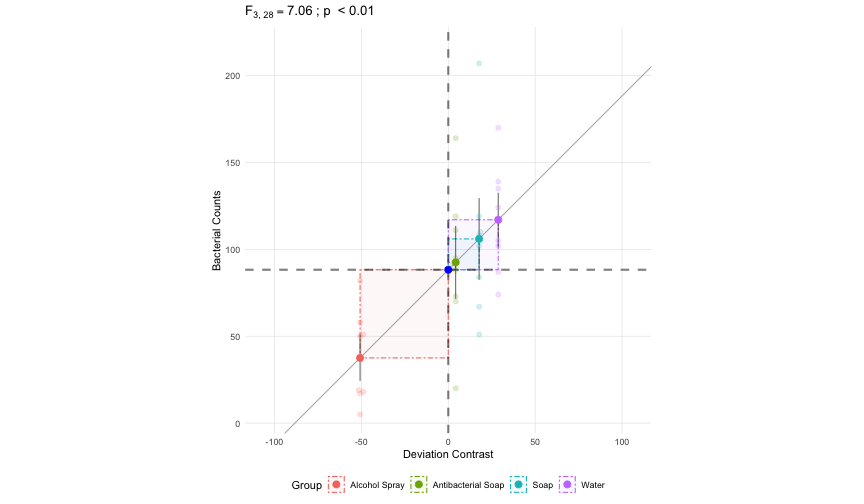 F3, 28 = 7.06 ; p < 0.01
200
150
100
50
0
Bacterial Counts
-100 -50 0 50 100
Deviation Contrast
Group Alcohol Spray Antibacterial Soap Soap Water